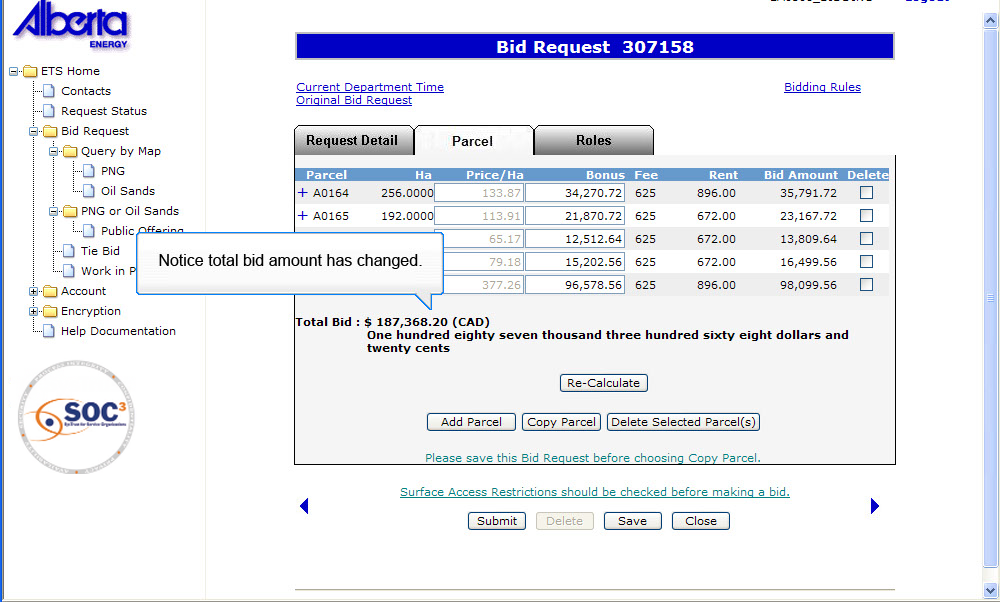 Alberta
ENERGY
Bid Request 307158
ETS Home
Contacts
Request Status
Bid Request
Query by Map
PNG
Oil Sands
PNG or Oil Sands
Public Offering
Tie Bid
Work in P
Account
Encryption
Help Documentation
SOC3
Current Department Time
Original Bid Request
Bidding Rules
Request Detail Parcel Roles
Parcel Ha Price/Ha Bonus Fee Rent Bid Amount Delete
+ A0164 256.0000 133.87 34,270.72 625 896.00 35,791.72
+ A0165 192.0000 113.91 21,870.72 625 672.00 23,167.72
65.17 12,512.64 625 672.00 13,809.64
79.18 15,202.56 625 672.00 16,499.56
377.26 96,578.56 625 896.00 98,099.56
Notice total bid amount has changed.
Total Bid : $ 187,368.20 (CAD)
One hundred eighty seven thousand three hundred sixty eight dollars and
twenty cents
Re-Calculate
Add Parcel Copy Parcel Delete Selected Parcel(s)
Please save this Bid Request before choosing Copy Parcel.
Surface Access Restrictions should be checked before making a bid.
Submit Delete Save Close